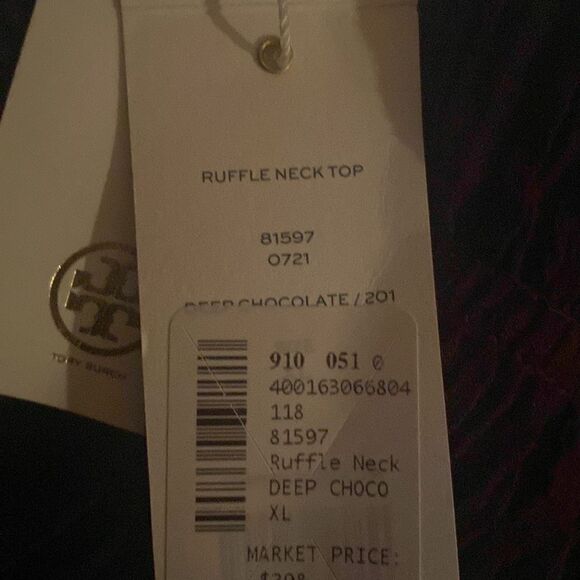 RUFFLE NECK TOP
81597
0721
DEEP CHOCOLATE / 201
TORY BURCH
910 051 0
400163066804
118
81597
Ruffle Neck
DEEP CHOCO
XL
MARKET PRICE: